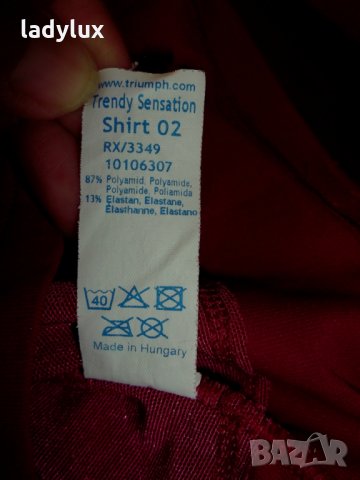 ladylux
www.triumph.com
Trendy Sensation
Shirt 02
RX/3349
10106307
87% Polyamid, Polyamide,
Polyamide, Poliamida
13% Elastan, Elastane,
Élasthanne, Elastano
40
Made in Hungary
BAZAR